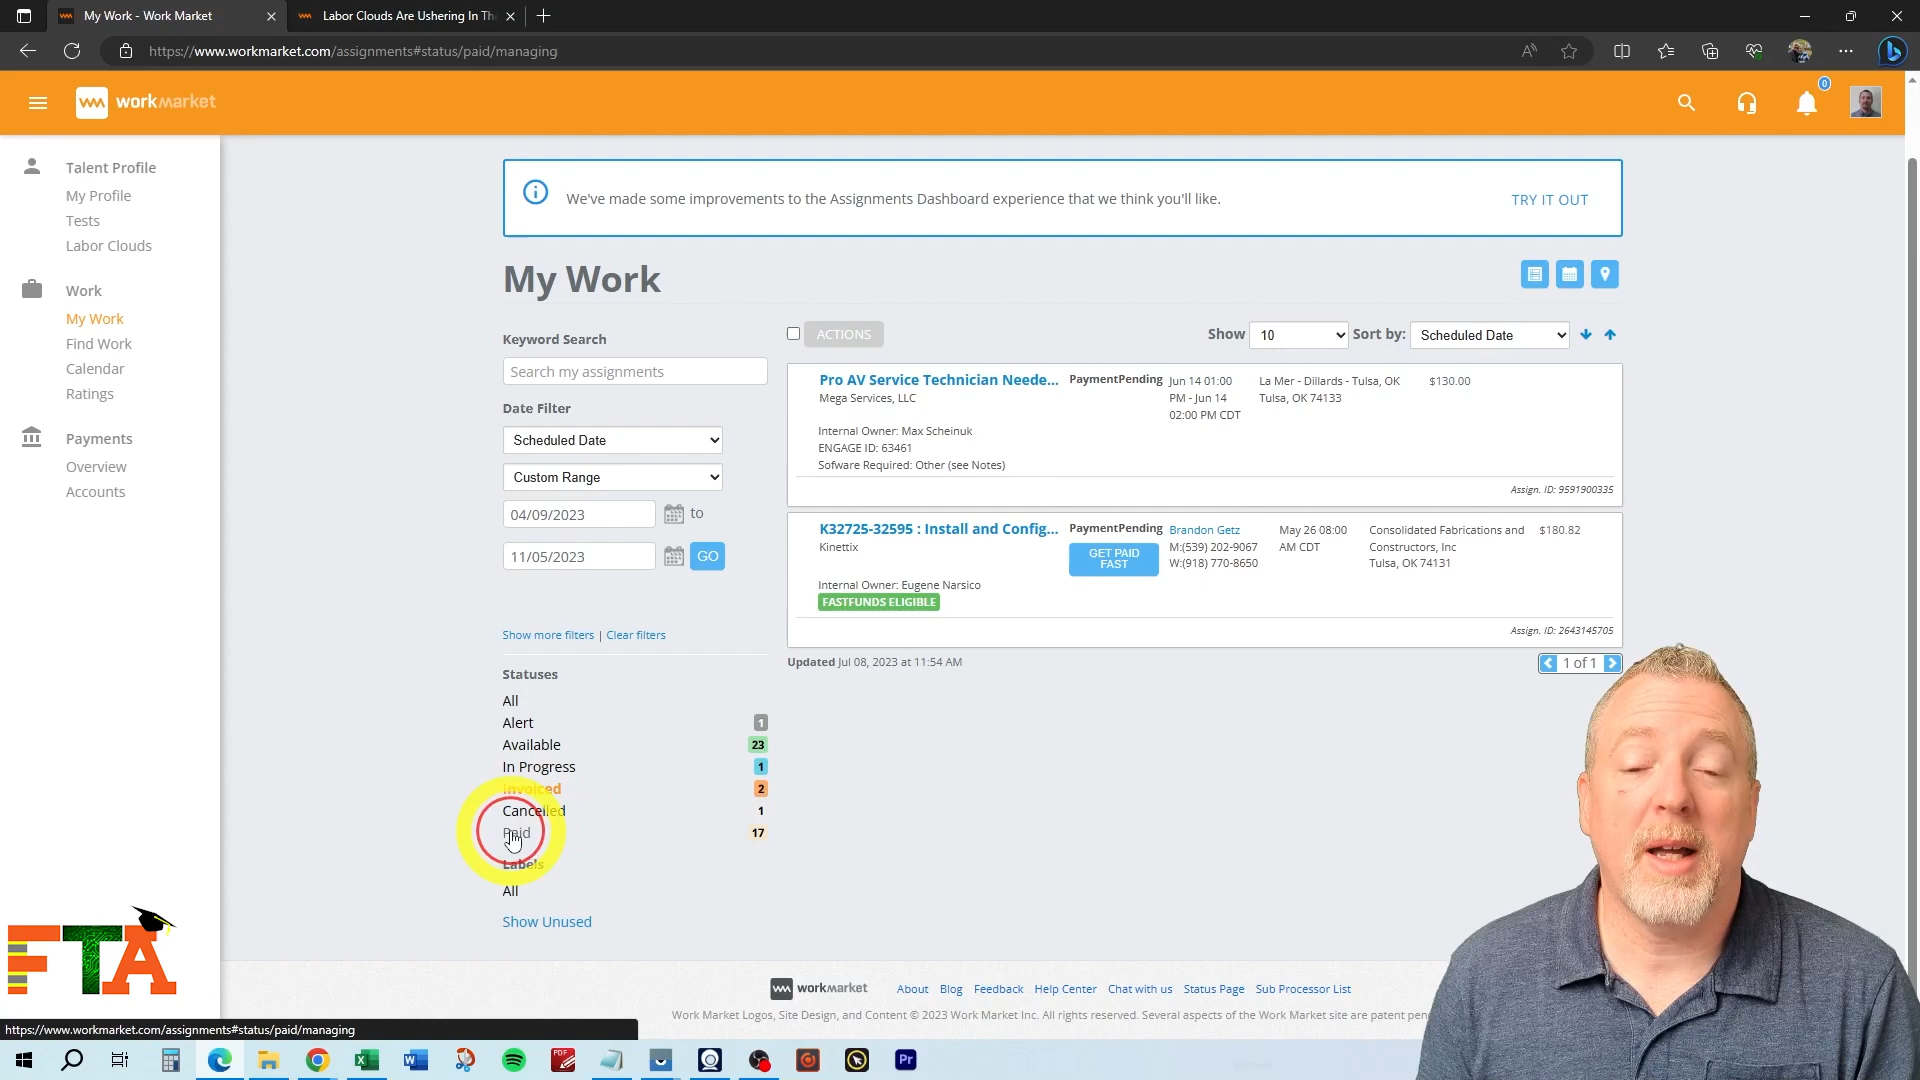 My Work - Work Market
Labor Clouds Are Ushering In Th
https://www.workmarket.com/assignments#status/paid/managing
workmarket
0
Talent Profile
My Profile
Tests
Labor Clouds
Work
My Work
Find Work
Calendar
Ratings
Payments
Overview
Accounts
We've made some improvements to the Assignments Dashboard experience that we think you'll like.
TRY IT OUT
My Work
Keyword Search
Search my assignments
Date Filter
Scheduled Date
Custom Range
04/09/2023 to
11/05/2023 GO
Show more filters | Clear filters
Statuses
All
Alert 1
Available 23
In Progress 1
Invoiced 2
Cancelled 1
Paid 17
Labels
All
Show Unused
ACTIONS
Show 10 Sort by: Scheduled Date
Pro AV Service Technician Neede... PaymentPending Jun 14 01:00 La Mer - Dillards - Tulsa, OK $130.00
Mega Services, LLC PM - Jun 14 Tulsa, OK 74133
02:00 PM CDT
Internal Owner: Max Scheinuk
ENGAGE ID: 63461
Sofware Required: Other (see Notes)
Assign. ID: 9591900335
K32725-32595 : Install and Config... PaymentPending Brandon Getz May 26 08:00 Consolidated Fabrications and $180.82
Kinettix GET PAID M:(539) 202-9067 AM CDT Constructors, Inc
FAST W:(918) 770-8650 Tulsa, OK 74131
Internal Owner: Eugene Narsico
FASTFUNDS ELIGIBLE
Assign. ID: 2643145705
Updated Jul 08, 2023 at 11:54 AM
1 of 1
FTA
workmarket About Blog Feedback Help Center Chat with us Status Page Sub Processor List
Work Market Logos, Site Design, and Content © 2023 Work Market Inc. All rights reserved. Several aspects of the Work Market site are patent
https://www.workmarket.com/assignments#status/paid/managing
PDF
Pr